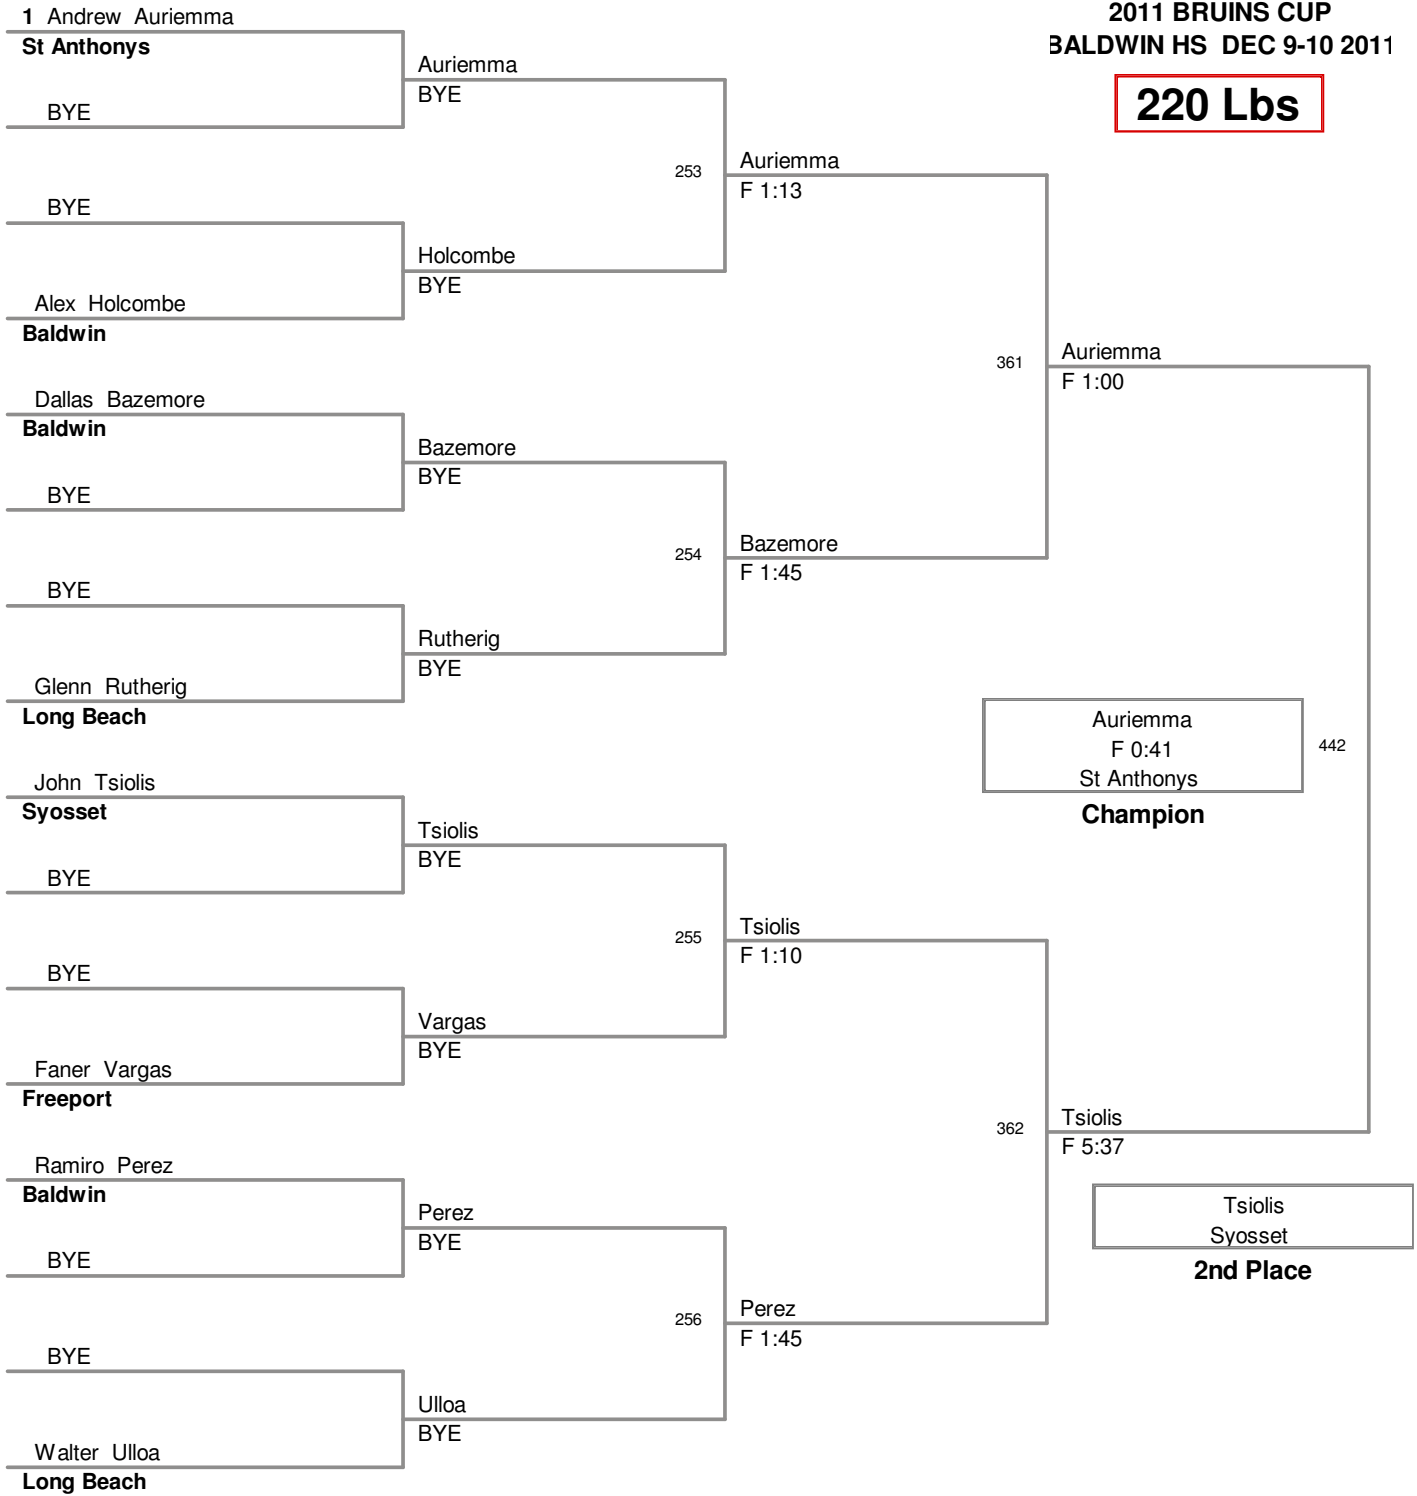 2011 BRUINS CUP
BALDWIN HS DEC 9-10 2011
220 Lbs
1 Andrew Auriemma
St Anthonys
BYE
BYE
Alex Holcombe
Baldwin
Dallas Bazemore
Baldwin
BYE
BYE
Glenn Rutherig
Long Beach
John Tsiolis
Syosset
BYE
BYE
Faner Vargas
Freeport
Ramiro Perez
Baldwin
BYE
BYE
Walter Ulloa
Long Beach
Auriemma
BYE
Holcombe
BYE
Bazemore
BYE
Rutherig
BYE
Tsiolis
BYE
Vargas
BYE
Perez
BYE
Ulloa
BYE
253
254
255
256
Auriemma
F 1:13
Bazemore
F 1:45
Tsiolis
F 1:10
Perez
F 1:45
361
362
Auriemma
F 1:00
Tsiolis
F 5:37
442
Auriemma
F 0:41
St Anthonys
Champion
Tsiolis
Syosset
2nd Place